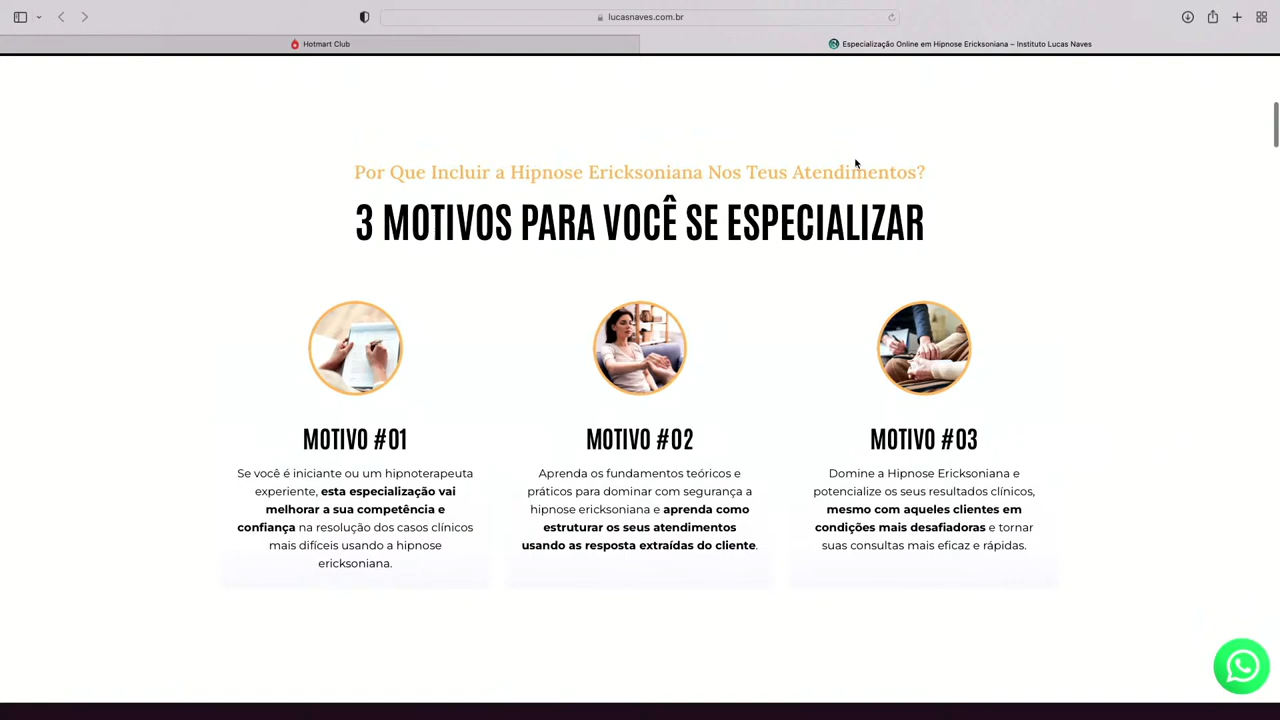 lucasnaves.com.br
Hotmart Club
Especialização Online em Hipnose Ericksoniana – Instituto Lucas Naves
Por Que Incluir a Hipnose Ericksoniana Nos Teus Atendimentos?
3 MOTIVOS PARA VOCÊ SE ESPECIALIZAR
MOTIVO #01
Se você é iniciante ou um hipnoterapeuta
experiente, esta especialização vai
melhorar a sua competência e
confiança na resolução dos casos clínicos
mais difíceis usando a hipnose
ericksoniana.
MOTIVO #02
Aprenda os fundamentos teóricos e
práticos para dominar com segurança a
hipnose ericksoniana e aprenda como
estruturar os seus atendimentos
usando as resposta extraídas do cliente.
MOTIVO #03
Domine a Hipnose Ericksoniana e
potencialize os seus resultados clínicos,
mesmo com aqueles clientes em
condições mais desafiadoras e tornar
suas consultas mais eficaz e rápidas.